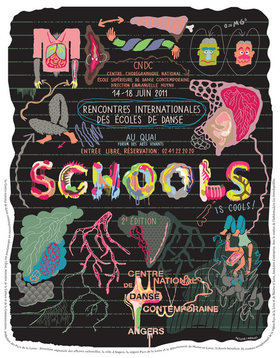 O=MG²
CNDC
CENTRE CHORÉGRAPHIQUE NATIONAL
ÉCOLE SUPÉRIEURE DE DANSE CONTEMPORAINE
DIRECTION EMMANUELLE HUYNH
14-18 JUIN 2011
RENCONTRES INTERNATIONALES
DES ÉCOLES DE DANSE
AU QUAI
FORUM DES ARTS VIVANTS
ENTRÉE LIBRE, RÉSERVATION : 02 41 22 20 20
SCHOOLS
IS COOLS!
2E ÉDITION
CENTRE
NATIONAL
DANSE
CONTEMPORAINE
ANGERS